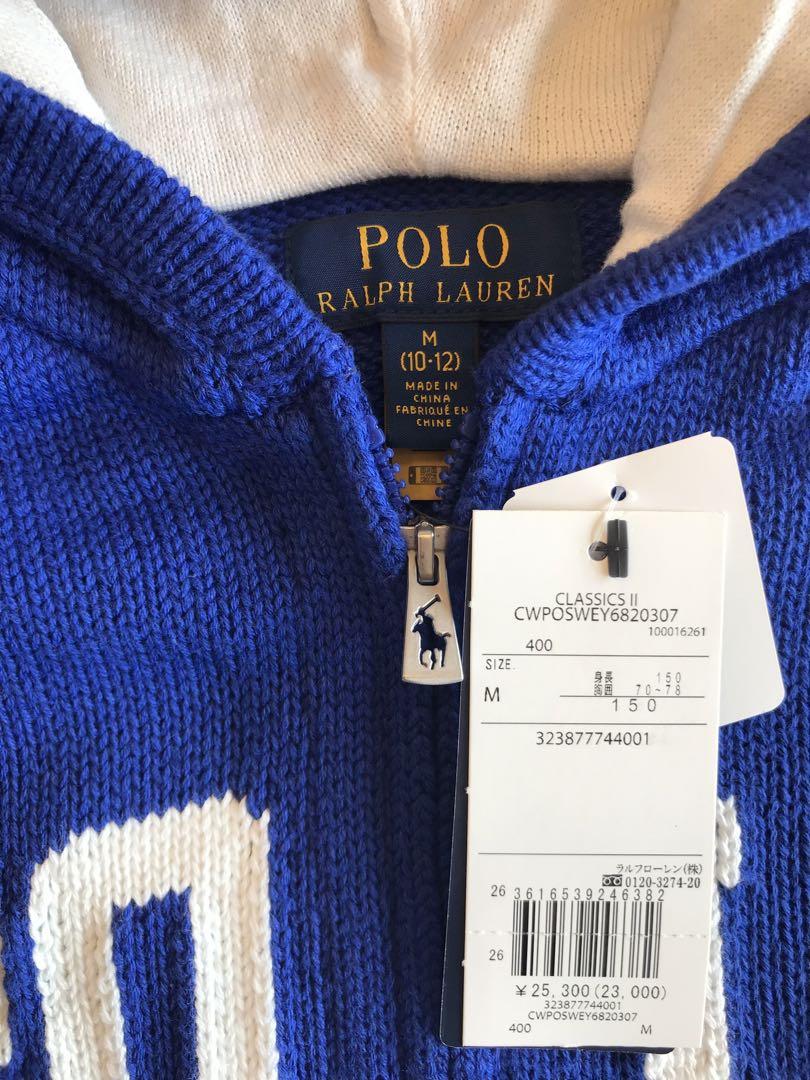 POLO
RALPH LAUREN
M
(10-12)
MADE IN
CHINA
FABRIQUÉ EN
CHINE
CLASSICS II
CWPOSWEY6820307
100016261
400
SIZE.
M
身長 150
胸囲 70~78
150
323877744001
ラルフローレン(株)
0120-3274-20
26 3616539246382
26
¥25,300(23,000)
323877744001
CWPOSWEY6820307
400 M